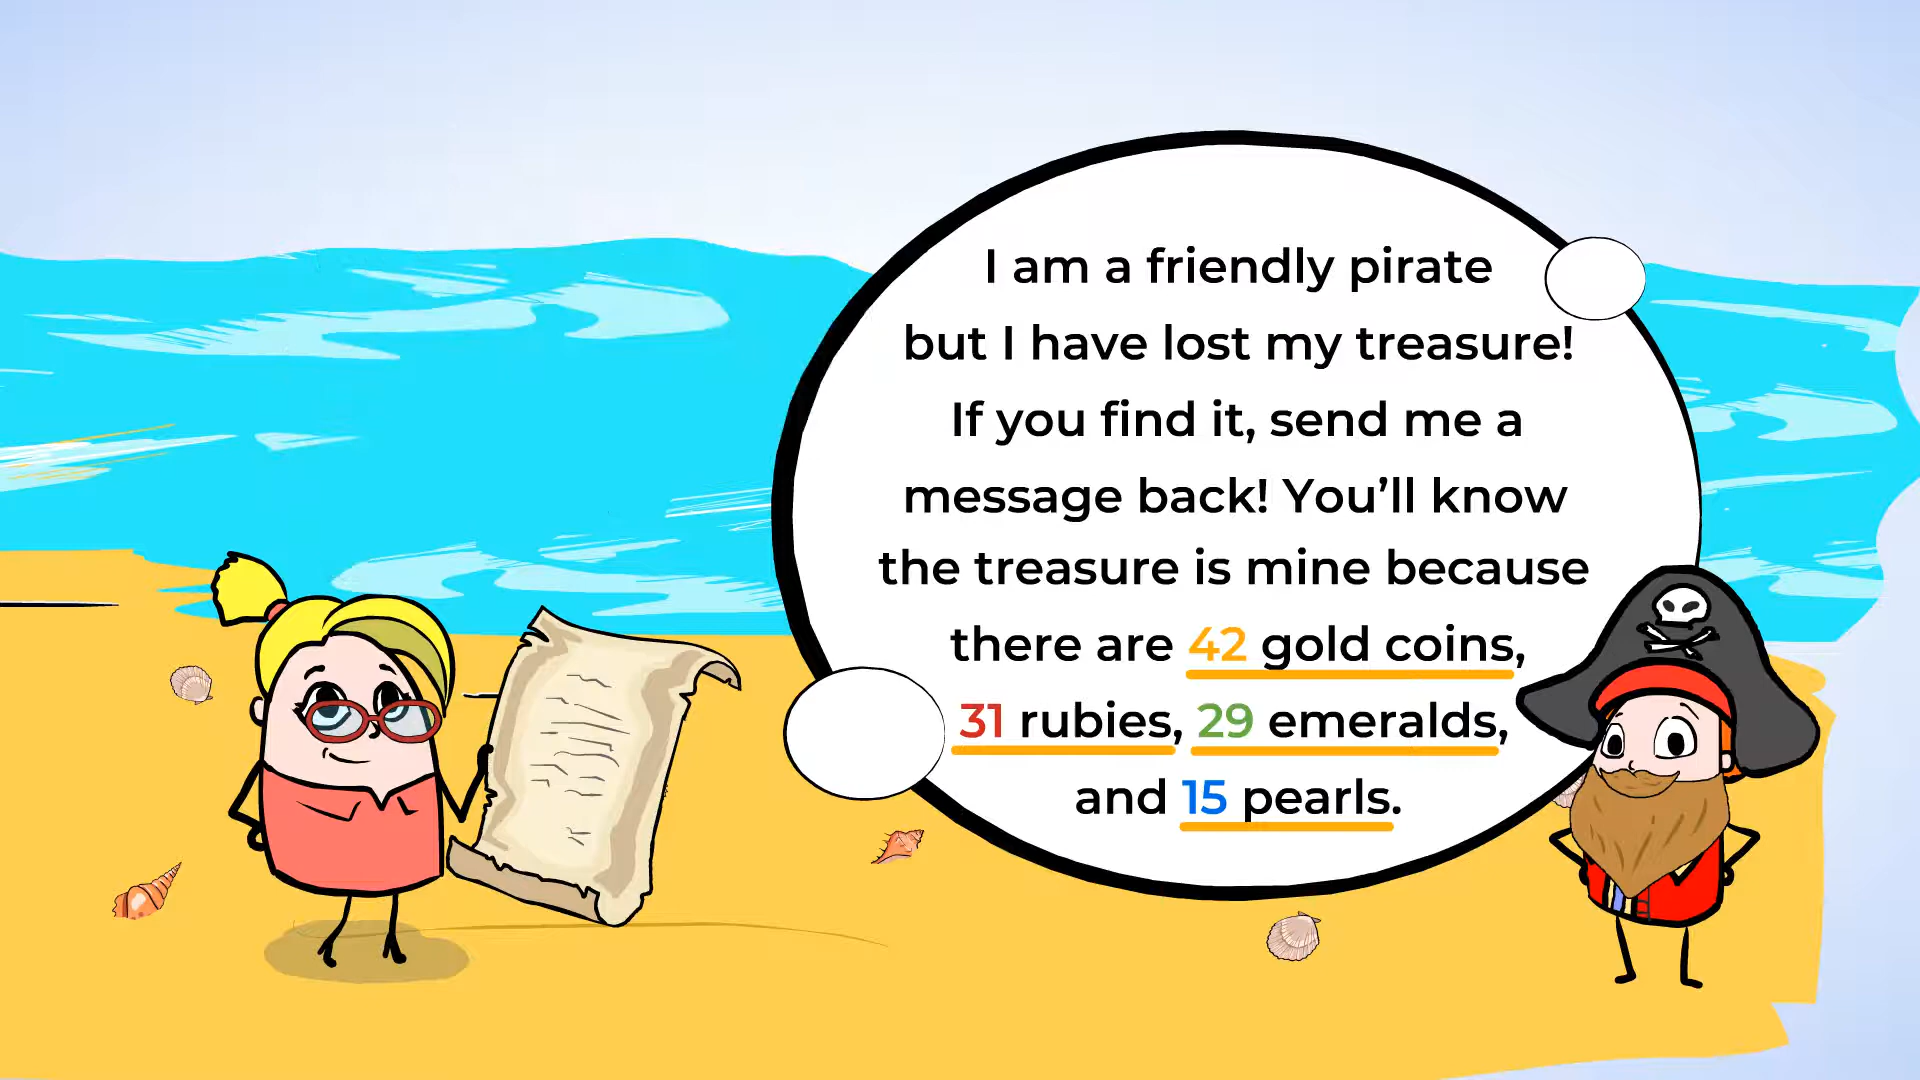 I am a friendly pirate
but I have lost my treasure!
If you find it, send me a
message back! You’ll know
the treasure is mine because
there are 42 gold coins,
31 rubies, 29 emeralds,
and 15 pearls.